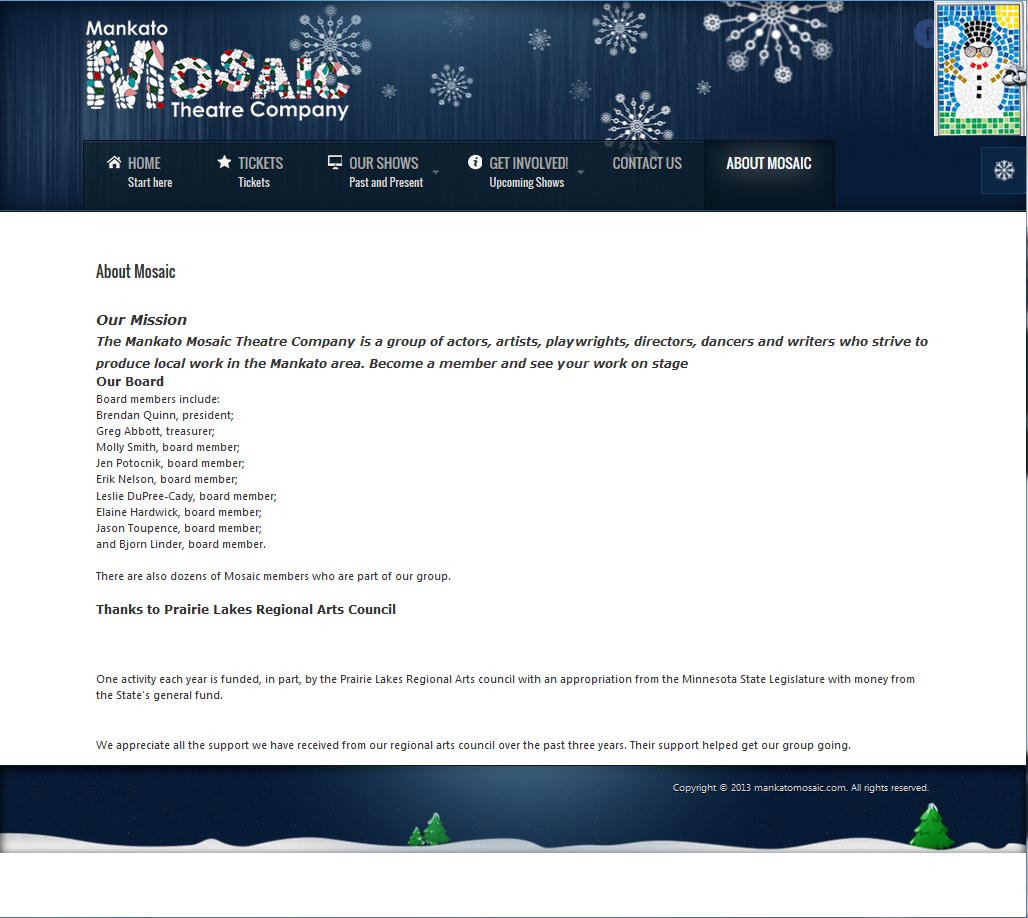 Mankato
Mosaic
Theatre Company
HOME
Start here
TICKETS
Tickets
OUR SHOWS
Past and Present
GET INVOLVED!
Upcoming Shows
CONTACT US
ABOUT MOSAIC
About Mosaic
Our Mission
The Mankato Mosaic Theatre Company is a group of actors, artists, playwrights, directors, dancers and writers who strive to
produce local work in the Mankato area. Become a member and see your work on stage
Our Board
Board members include:
Brendan Quinn, president;
Greg Abbott, treasurer;
Molly Smith, board member;
Jen Potocnik, board member;
Erik Nelson, board member;
Leslie DuPree-Cady, board member;
Elaine Hardwick, board member;
Jason Toupence, board member;
and Bjorn Linder, board member.
There are also dozens of Mosaic members who are part of our group.
Thanks to Prairie Lakes Regional Arts Council
One activity each year is funded, in part, by the Prairie Lakes Regional Arts council with an appropriation from the Minnesota State Legislature with money from
the State's general fund.
We appreciate all the support we have received from our regional arts council over the past three years. Their support helped get our group going.
Copyright © 2013 mankatomosaic.com. All rights reserved.